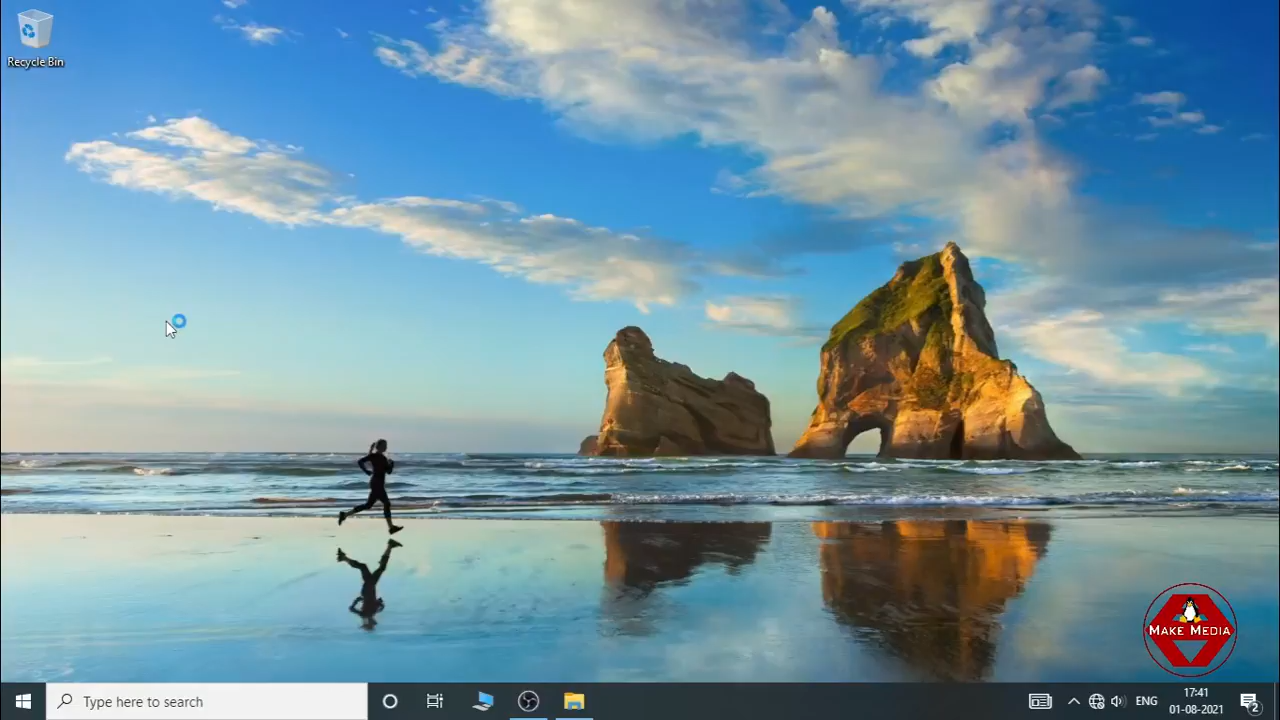 Recycle Bin
MAKE MEDIA
Type here to search
ENG
17:41
01-08-2021
2